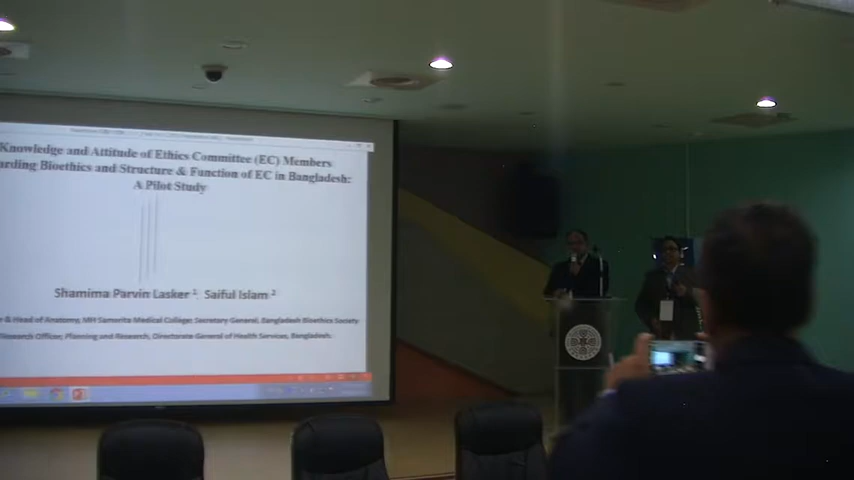 Knowledge and Attitude of Ethics Committee (EC) Members
arding Bioethics and Structure & Function of EC in Bangladesh:
A Pilot Study
Shamima Parvin Lasker 1, Saiful Islam 2
& Head of Anatomy, MH Samorita Medical College; Secretary General, Bangladesh Bioethics Society
Research Officer, Planning and Research, Directorate General of Health Services, Bangladesh